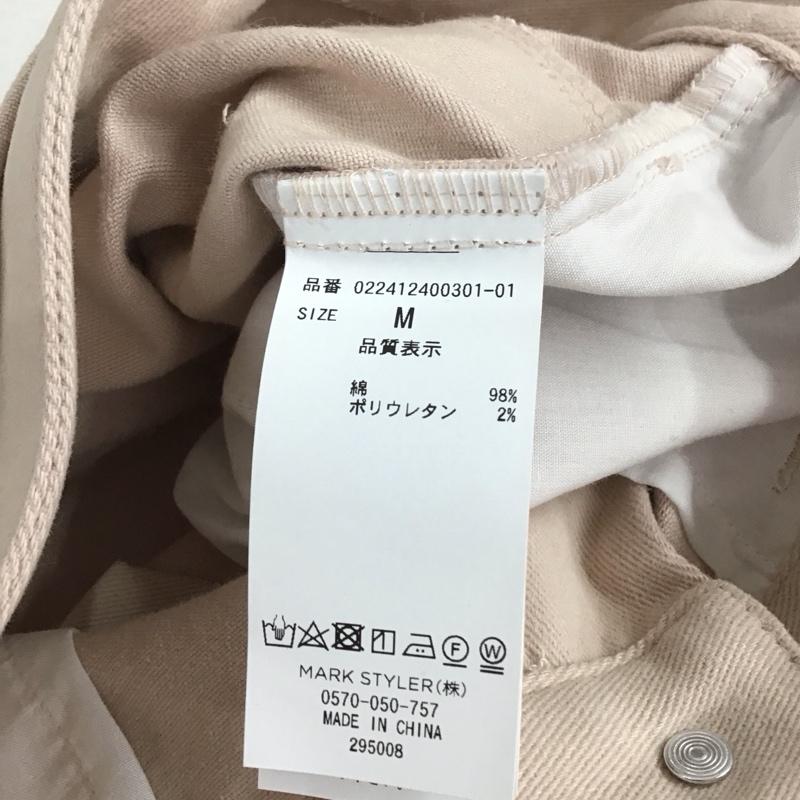 品番 022412400301-01
SIZE M
品質表示
綿 98%
ポリウレタン 2%
F W
MARK STYLER(株)
0570-050-757
MADE IN CHINA
295008